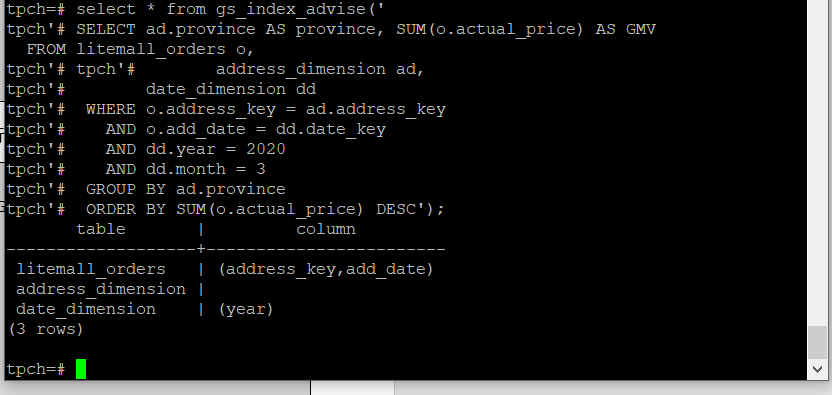 tpch=# select * from gs_index_advise('
tpch'# SELECT ad.province AS province, SUM(o.actual_price) AS GMV
  FROM litemall_orders o,
tpch'# tpch'#        address_dimension ad,
tpch'#        date_dimension dd
tpch'#  WHERE o.address_key = ad.address_key
tpch'#    AND o.add_date = dd.date_key
tpch'#    AND dd.year = 2020
tpch'#    AND dd.month = 3
tpch'#  GROUP BY ad.province
tpch'#  ORDER BY SUM(o.actual_price) DESC');
       table       |         column
-------------------+------------------------
 litemall_orders   | (address_key,add_date)
 address_dimension |
 date_dimension    | (year)
(3 rows)
tpch=#